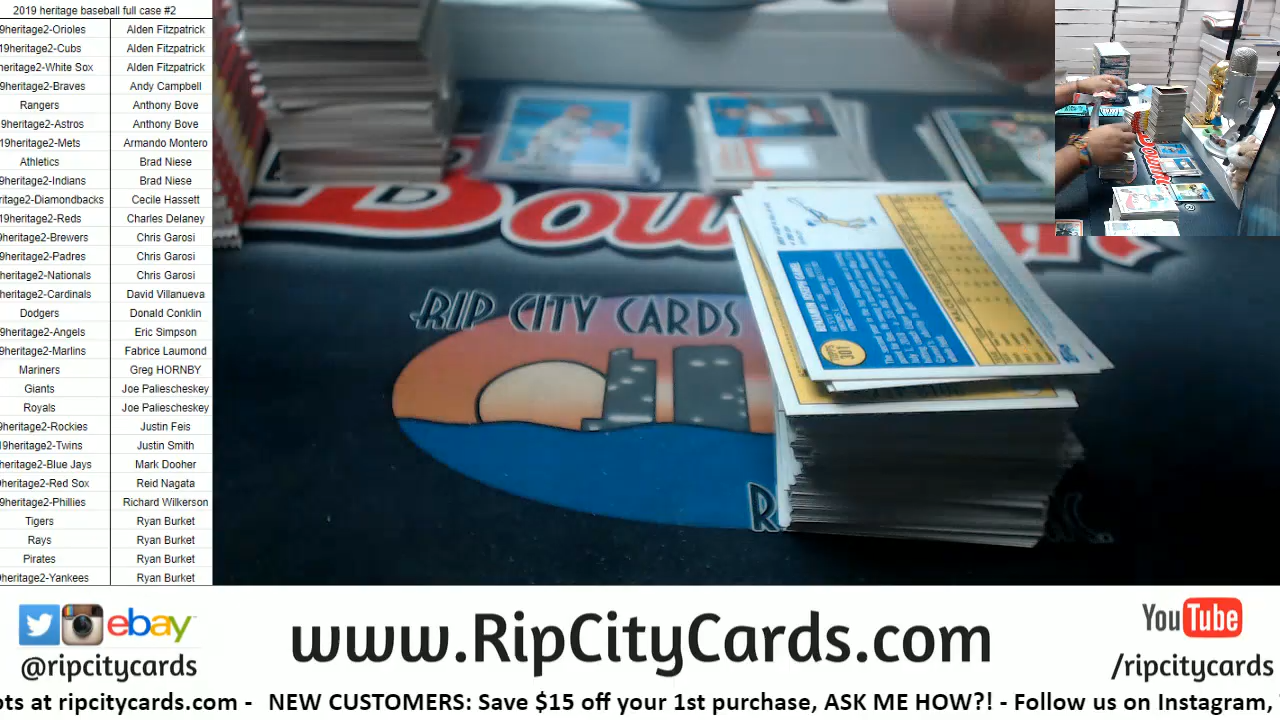 2019 heritage baseball full case #2
9heritage2-Orioles Alden Fitzpatrick
19heritage2-Cubs Alden Fitzpatrick
heritage2-White Sox Alden Fitzpatrick
9heritage2-Braves Andy Campbell
Rangers Anthony Bove
9heritage2-Astros Anthony Bove
19heritage2-Mets Armando Montero
Athletics Brad Niese
9heritage2-Indians Brad Niese
ritage2-Diamondbacks Cecile Hassett
19heritage2-Reds Charles Delaney
9heritage2-Brewers Chris Garosi
9heritage2-Padres Chris Garosi
heritage2-Nationals Chris Garosi
heritage2-Cardinals David Villanueva
Dodgers Donald Conklin
9heritage2-Angels Eric Simpson
9heritage2-Marlins Fabrice Laumond
Mariners Greg HORNBY
Giants Joe Paliescheskey
Royals Joe Paliescheskey
9heritage2-Rockies Justin Feis
19heritage2-Twins Justin Smith
heritage2-Blue Jays Mark Dooher
heritage2-Red Sox Reid Nagata
9heritage2-Phillies Richard Wilkerson
Tigers Ryan Burket
Rays Ryan Burket
Pirates Ryan Burket
9heritage2-Yankees Ryan Burket
RIP CITY CARDS
301
ebay
@ripcitycards
www.RipCityCards.com
YouTube
/ripcitycards
ots at ripcitycards.com - NEW CUSTOMERS: Save $15 off your 1st purchase, ASK ME HOW?! - Follow us on Instagram,